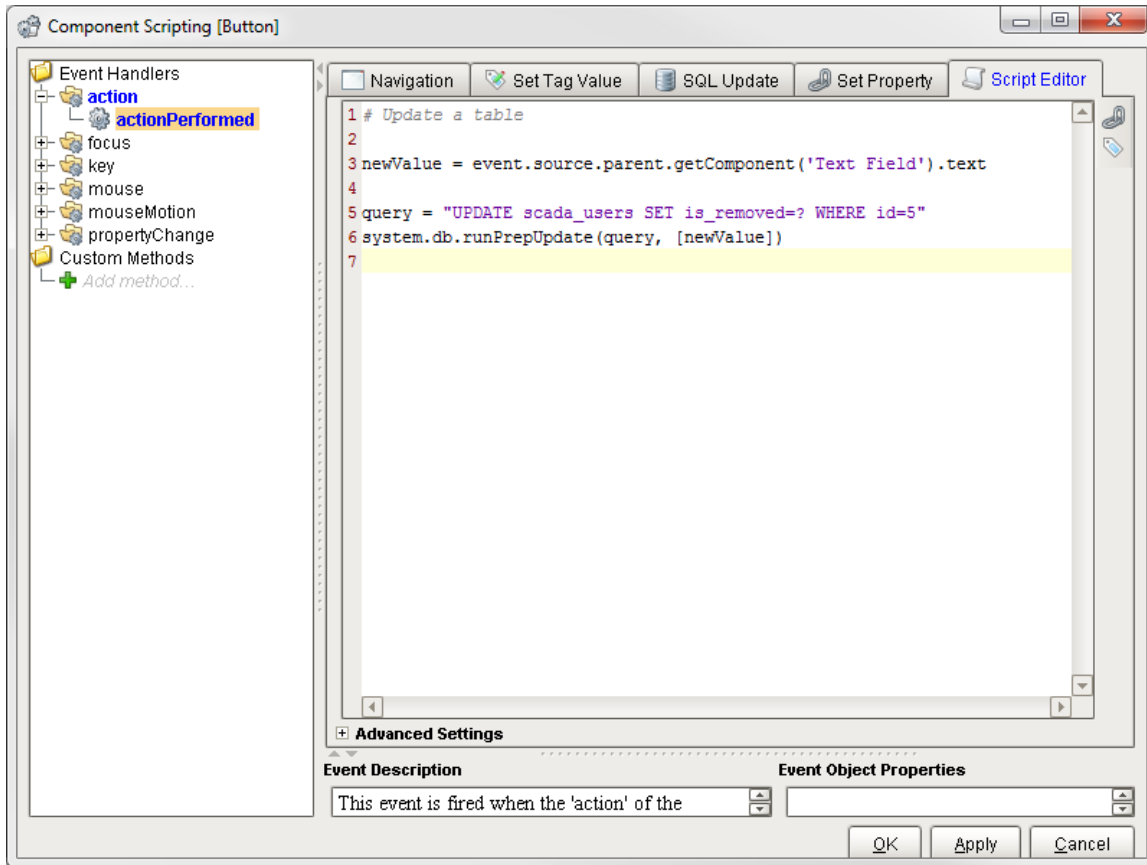 Component Scripting [Button]
Event Handlers
action
actionPerformed
focus
key
mouse
mouseMotion
propertyChange
Custom Methods
Add method...
Navigation
Set Tag Value
SQL Update
Set Property
Script Editor
1 # Update a table
2
3 newValue = event.source.parent.getComponent('Text Field').text
4
5 query = "UPDATE scada_users SET is_removed=? WHERE id=5"
6 system.db.runPrepUpdate(query, [newValue])
7
Advanced Settings
Event Description
Event Object Properties
This event is fired when the 'action' of the
OK
Apply
Cancel